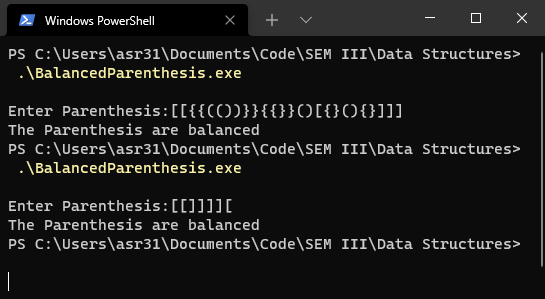 Windows PowerShell
PS C:\Users\asr31\Documents\Code\SEM III\Data Structures>
.\BalancedParenthesis.exe
Enter Parenthesis:[[{{(())}}{{}}()[{}(){}]]]
The Parenthesis are balanced
PS C:\Users\asr31\Documents\Code\SEM III\Data Structures>
.\BalancedParenthesis.exe
Enter Parenthesis:[[]]]][
The Parenthesis are balanced
PS C:\Users\asr31\Documents\Code\SEM III\Data Structures>